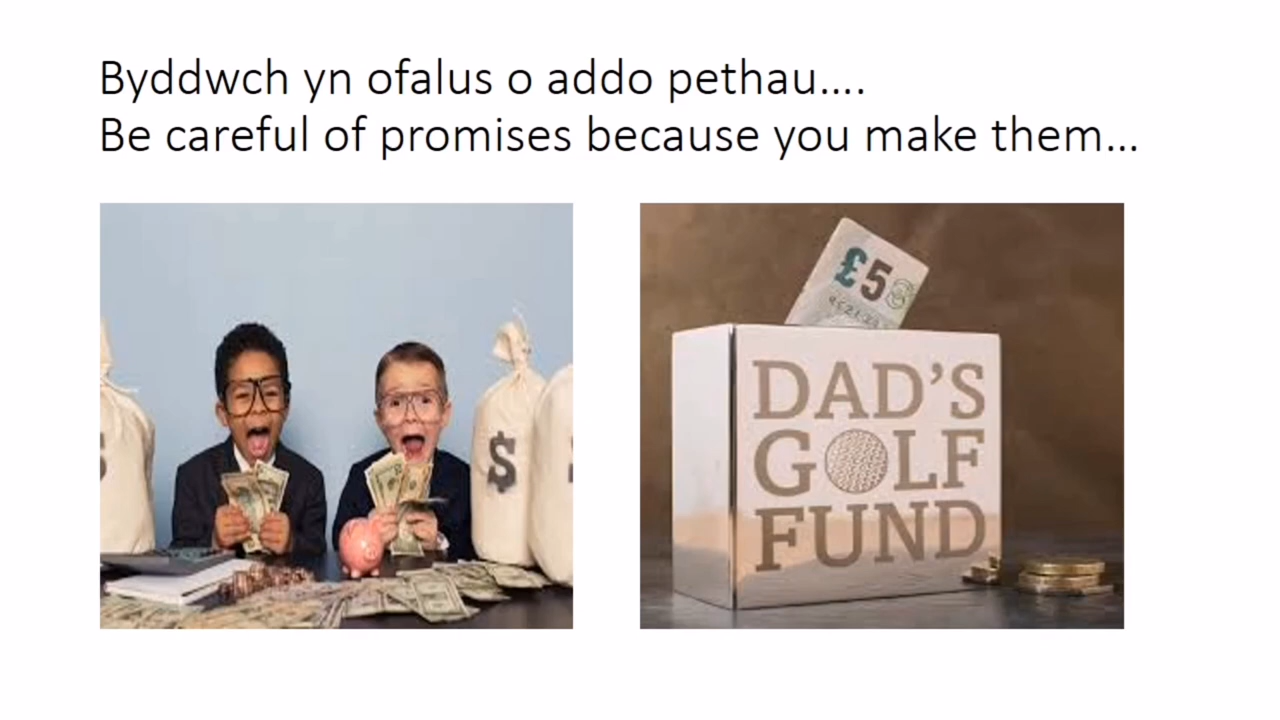 Byddwch yn ofalus o addo pethau....
Be careful of promises because you make them...
$
£5
DAD'S
GOLF
FUND